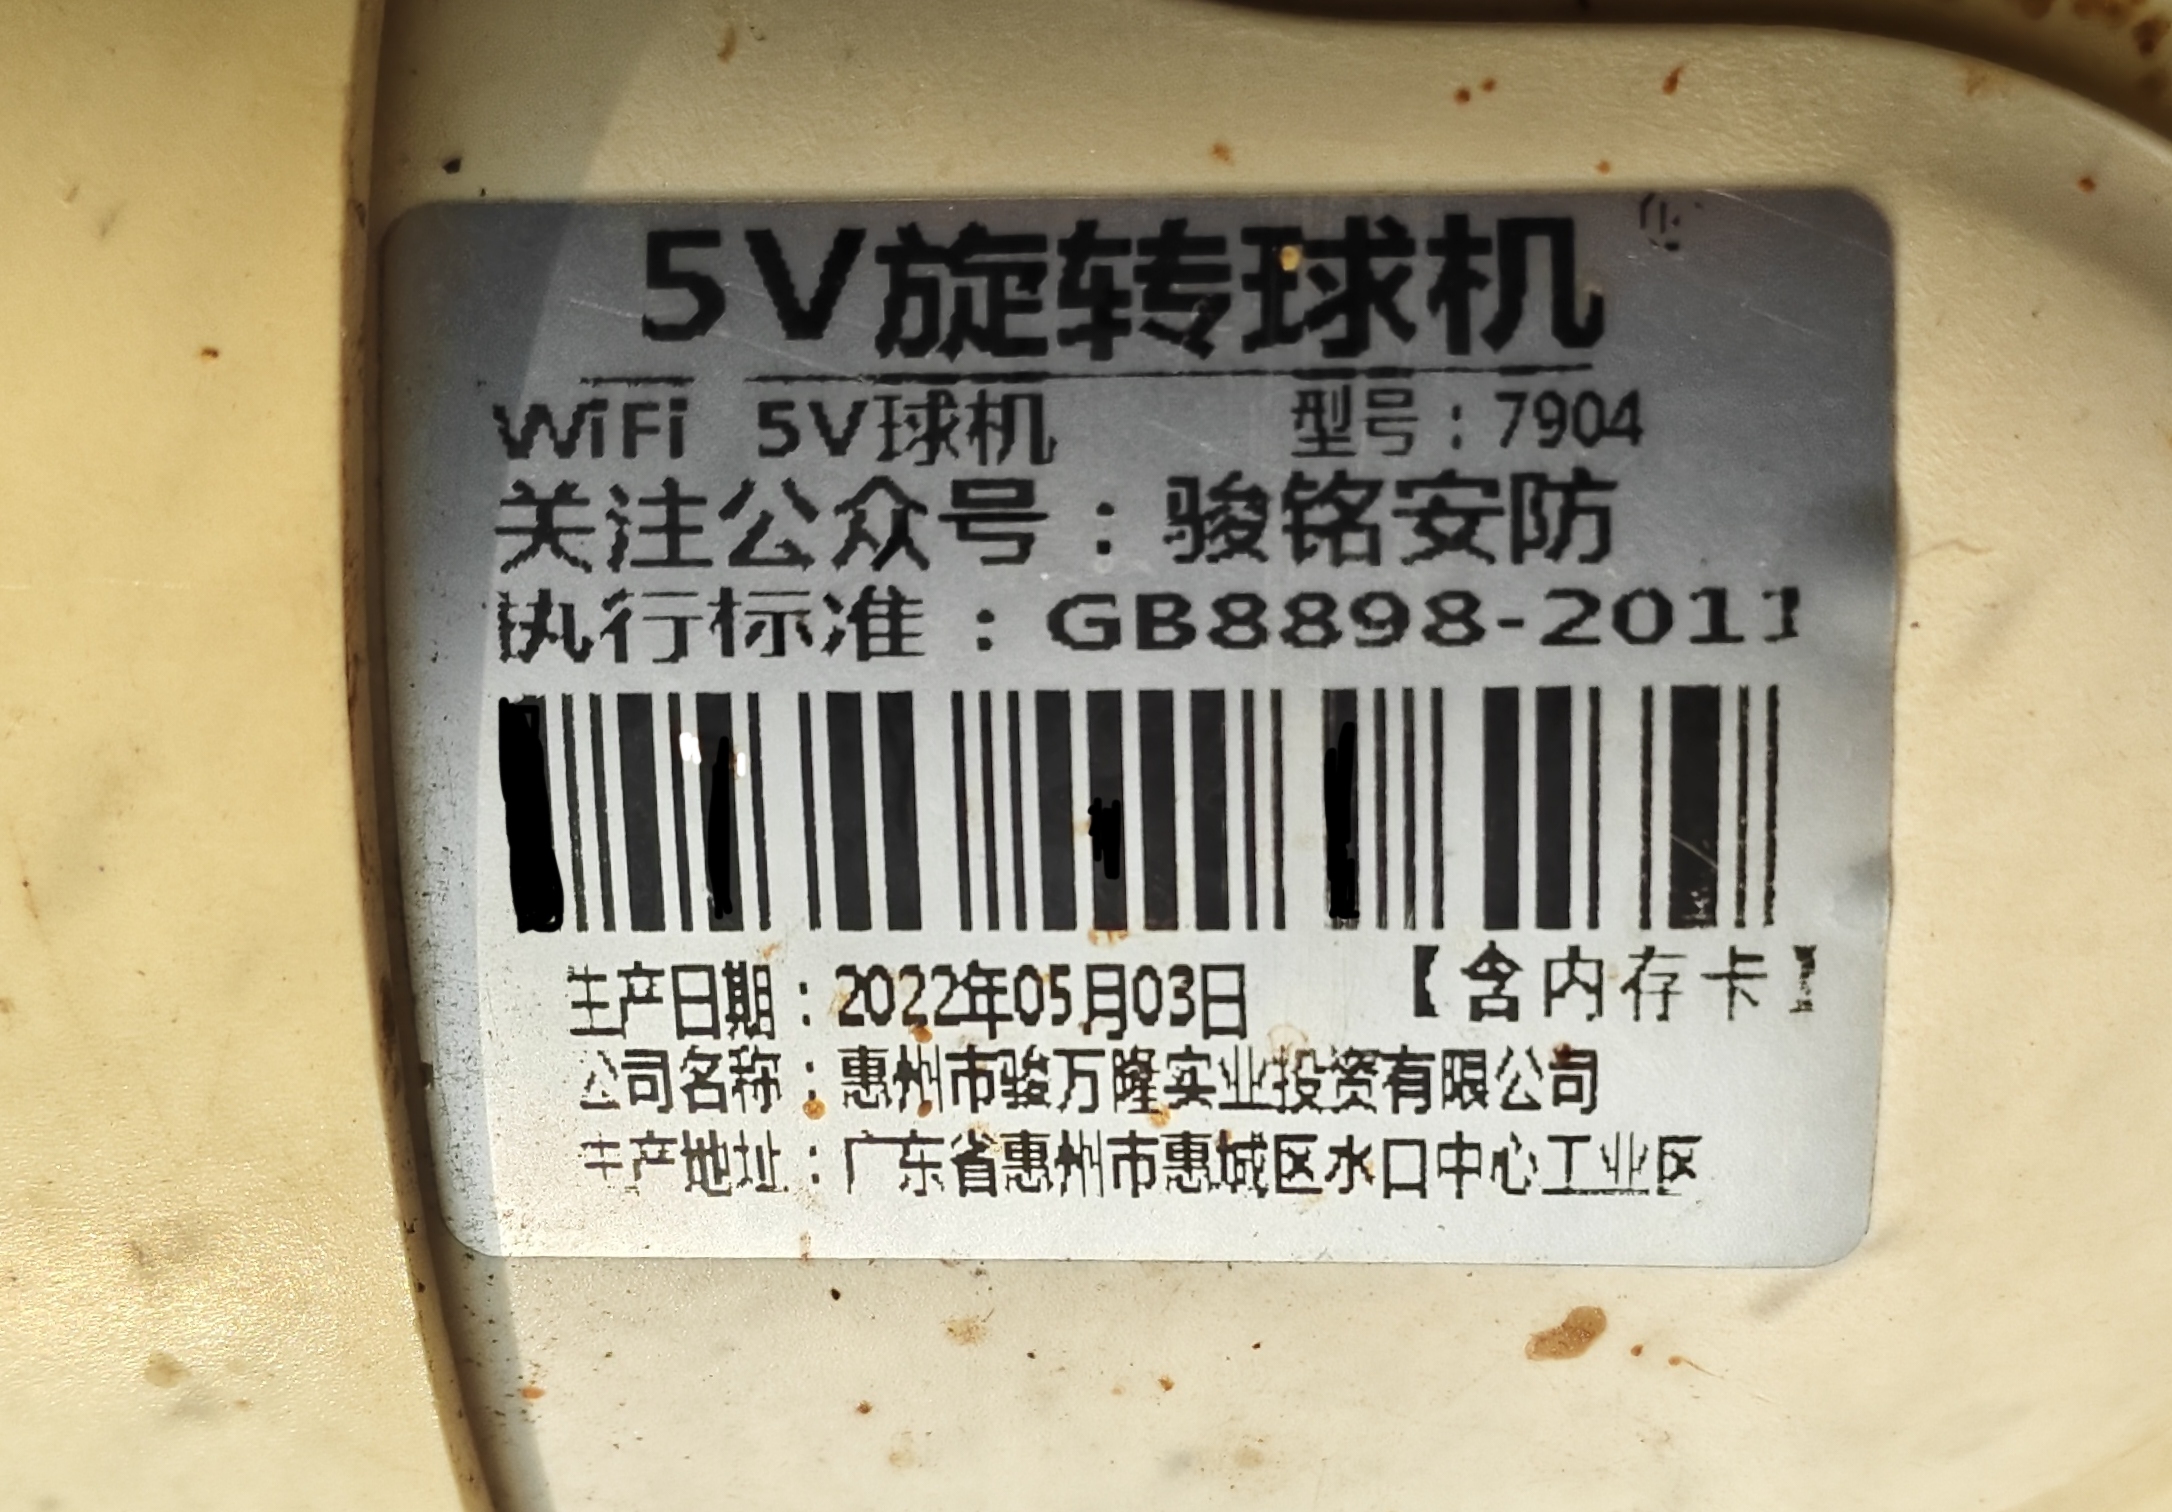 5V旋转球机
WiFi 5V球机 型号：7904
关注公众号：骏铭安防
执行标准：GB8898-2011
【含内存卡】
生产日期：2022年05月03日
公司名称：惠州市骏万隆实业投资有限公司
生产地址：广东省惠州市惠城区水口中心工业区